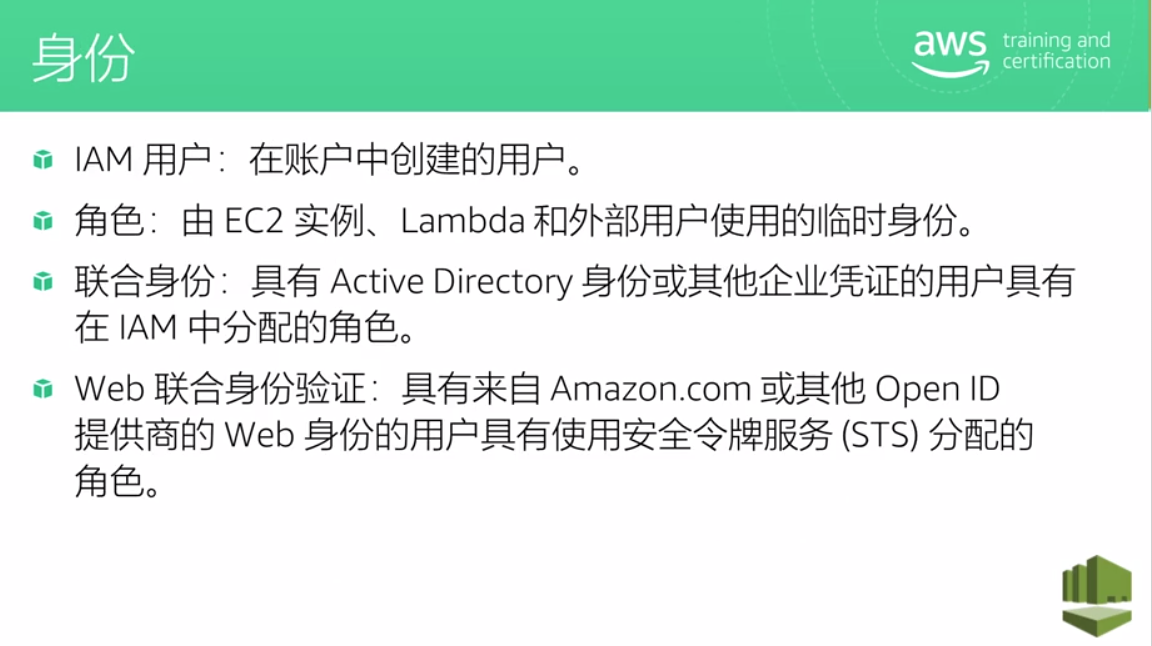 身份
aws training and
certification
IAM 用户：在账户中创建的用户。
角色：由 EC2 实例、Lambda 和外部用户使用的临时身份。
联合身份：具有 Active Directory 身份或其他企业凭证的用户具有
在 IAM 中分配的角色。
Web 联合身份验证：具有来自 Amazon.com 或其他 Open ID
提供商的 Web 身份的用户具有使用安全令牌服务 (STS) 分配的
角色。